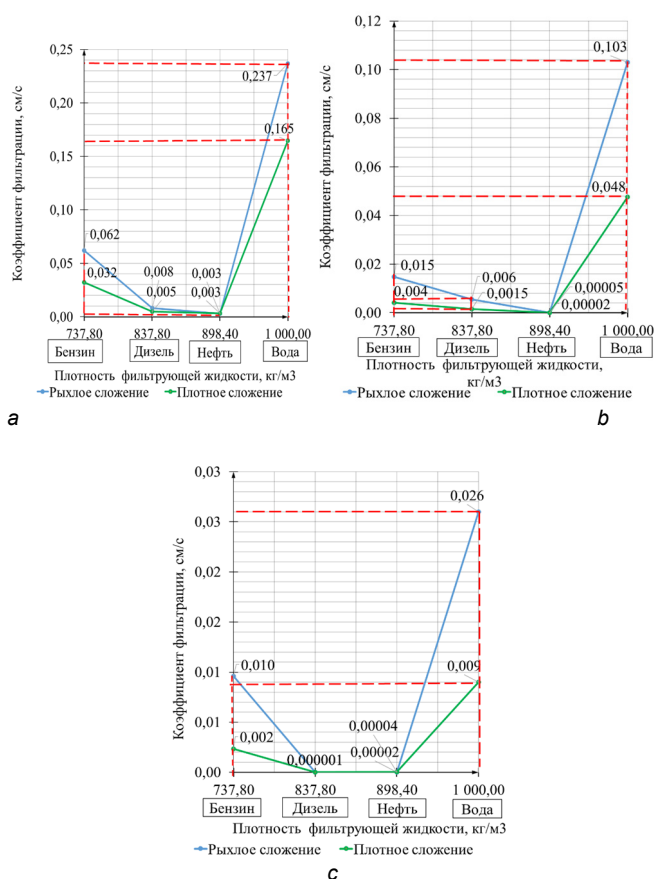 a
Коэффициент фильтрации, см/с
0,25
0,20
0,15
0,10
0,05
0,00
0,237
0,165
0,062
0,032
0,008
0,005
0,003
0,003
737,80
837,80
898,40
1 000,00
Бензин
Дизель
Нефть
Вода
Плотность фильтрующей жидкости, кг/м3
Рыхлое сложение
Плотное сложение
b
Коэффициент фильтрации, см/с
0,12
0,10
0,08
0,06
0,04
0,02
0,00
0,103
0,048
0,015
0,004
0,006
0,0015
0,00005
0,00002
737,80
837,80
898,40
1 000,00
Бензин
Дизель
Нефть
Вода
Плотность фильтрующей жидкости,
кг/м3
Рыхлое сложение
Плотное сложение
Коэффициент фильтрации, см/с
0,03
0,03
0,02
0,02
0,01
0,01
0,00
0,026
0,009
0,010
0,002
0,000001
0,00004
0,00002
737,80
837,80
898,40
1 000,00
Бензин
Дизель
Нефть
Вода
Плотность фильтрующей жидкости, кг/м3
Рыхлое сложение
Плотное сложение
c